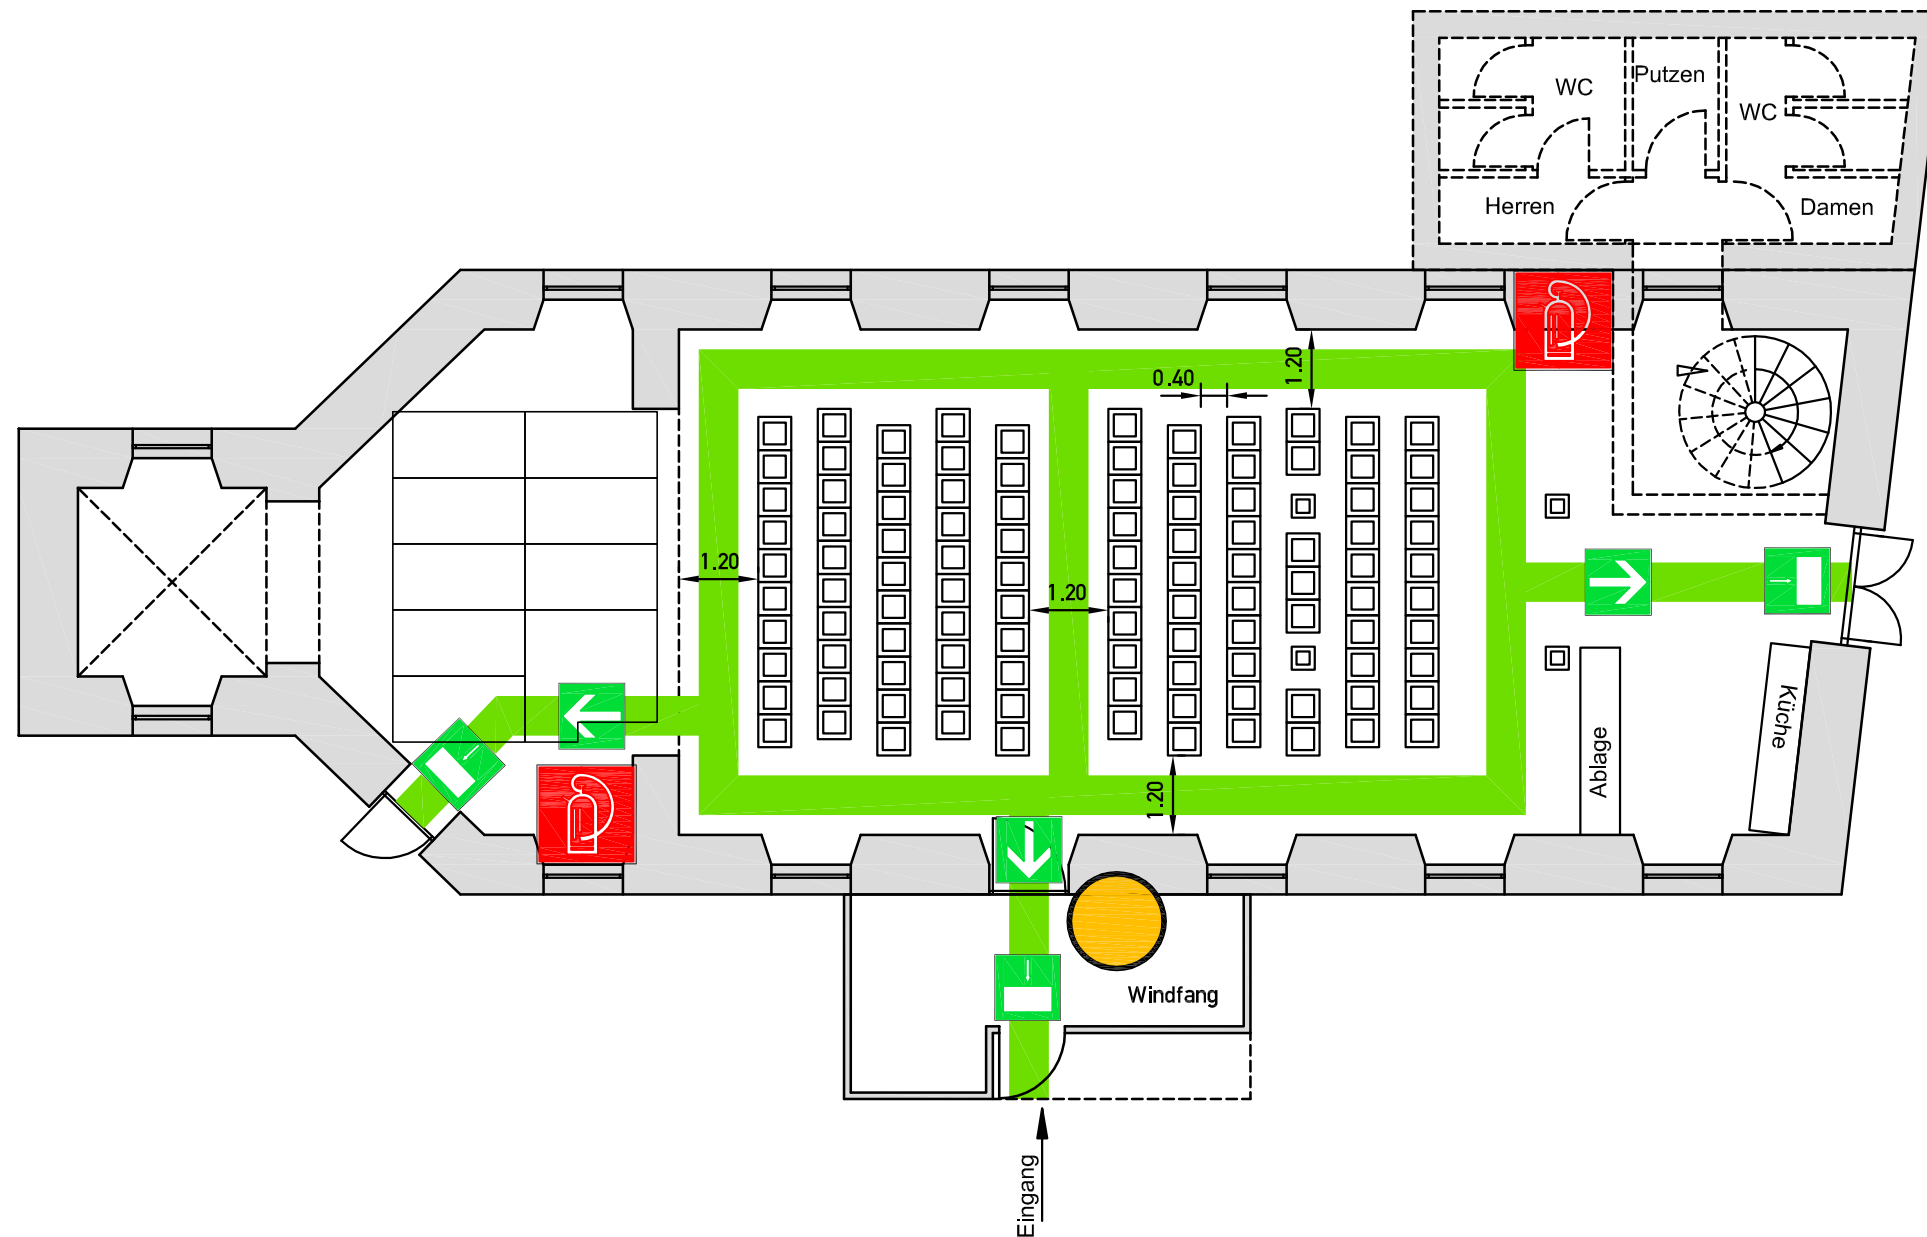 WC
Putzen
WC
Herren
Damen
1.20
0.40
1.20
1.20
1.20
Küche
Ablage
Windfang
Eingang